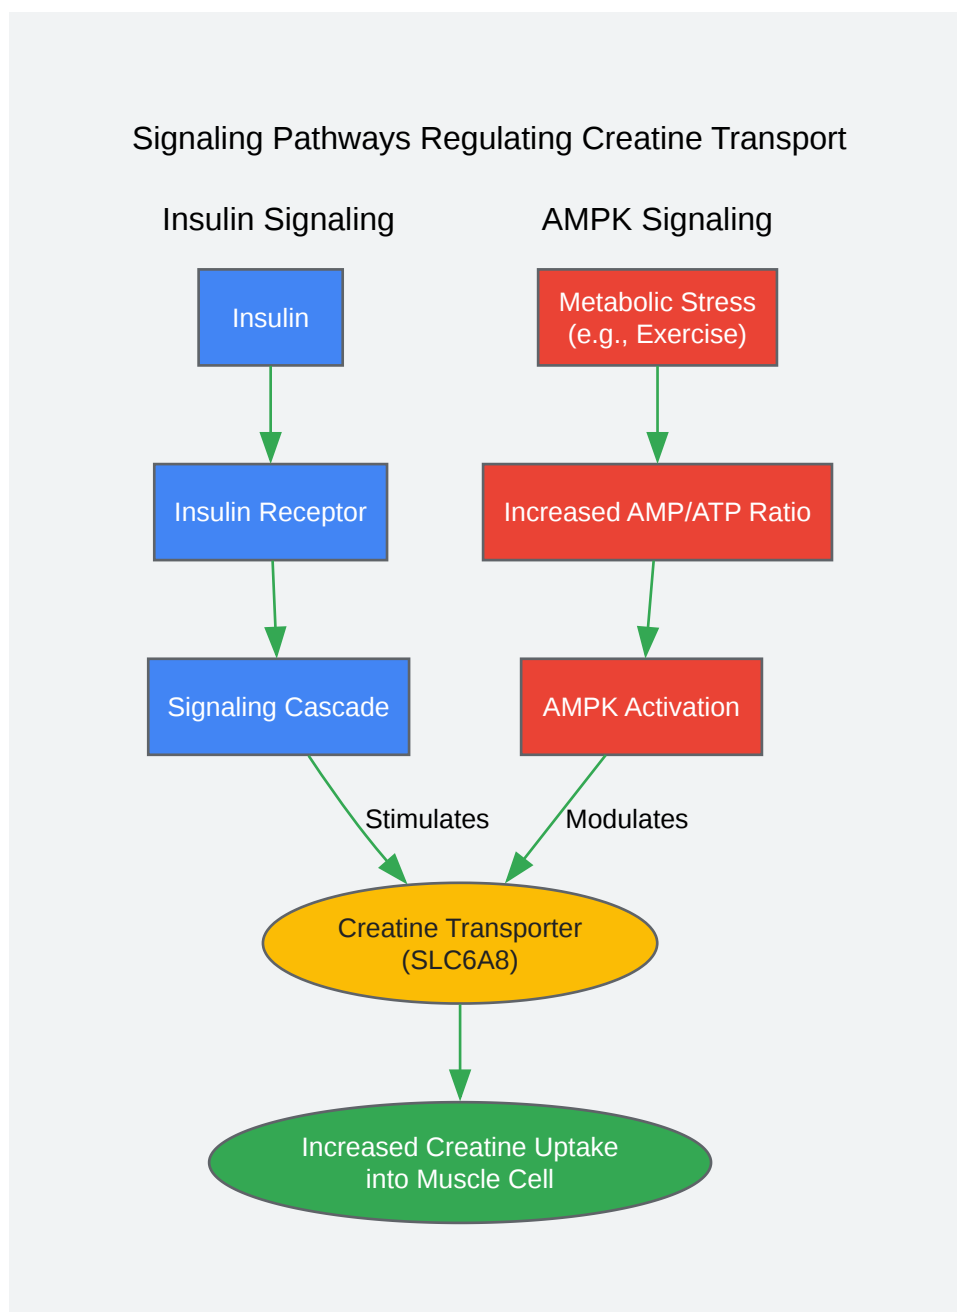 Signaling Pathways Regulating Creatine Transport
Insulin Signaling
AMPK Signaling
Insulin
Metabolic Stress
(e.g., Exercise)
Insulin Receptor
Increased AMP/ATP Ratio
Signaling Cascade
AMPK Activation
Stimulates
Modulates
Creatine Transporter
(SLC6A8)
Increased Creatine Uptake
into Muscle Cell